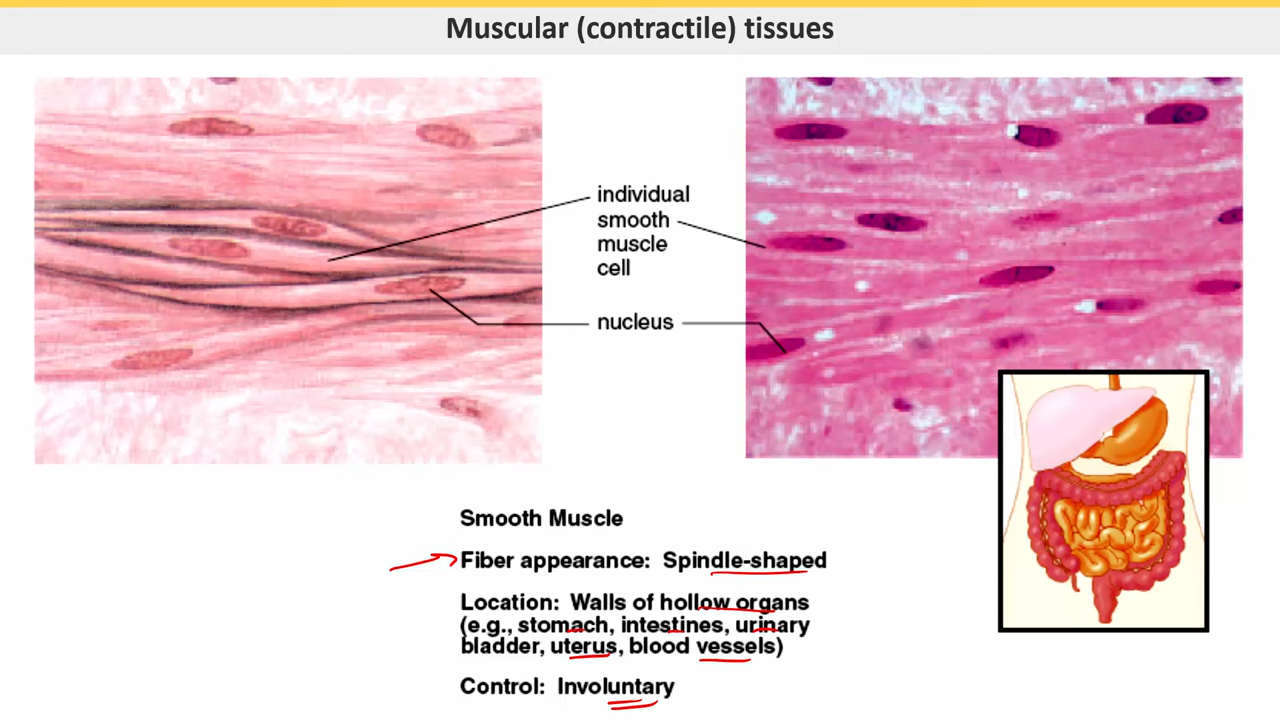 Muscular (contractile) tissues
individual
smooth
muscle
cell
nucleus
Smooth Muscle
Fiber appearance: Spindle-shaped
Location: Walls of hollow organs
(e.g., stomach, intestines, urinary
bladder, uterus, blood vessels)
Control: Involuntary